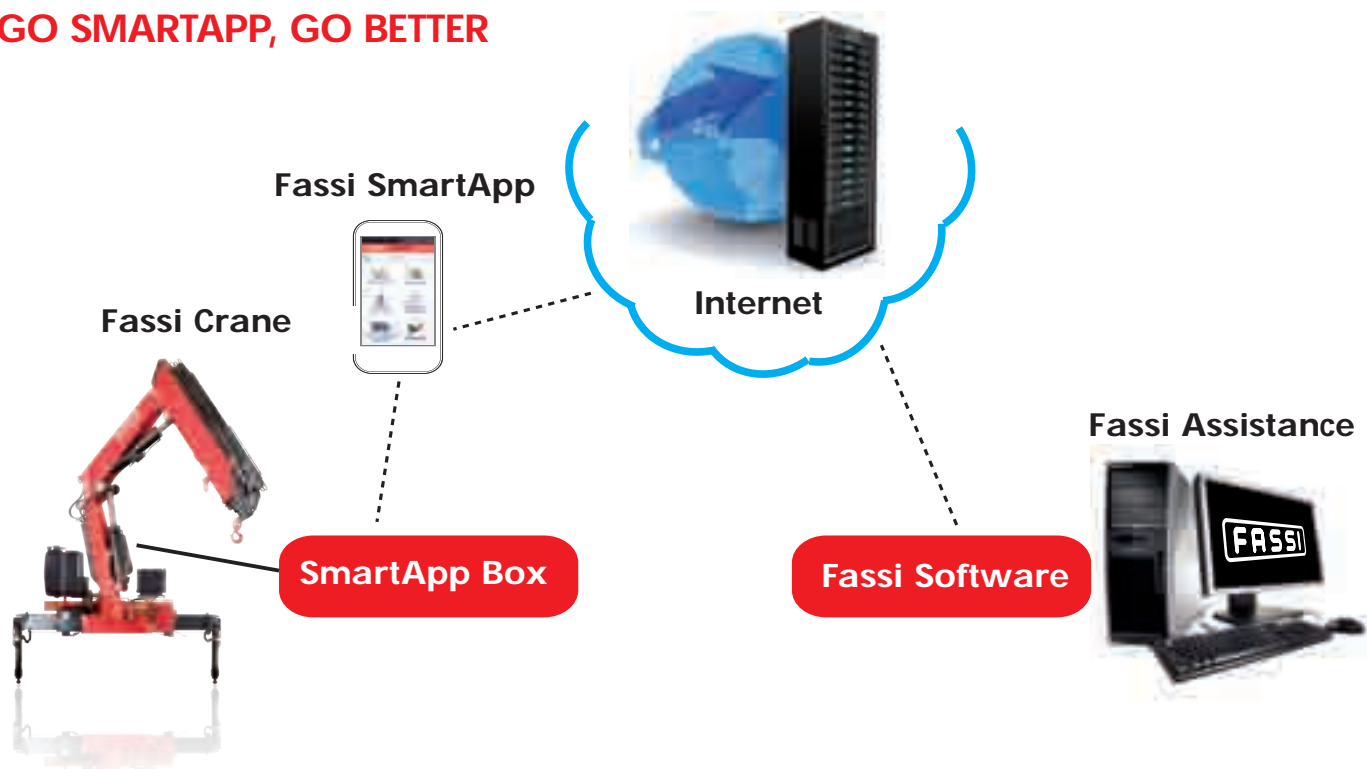 GO SMARTAPP, GO BETTER
Fassi SmartApp
Internet
Fassi Crane
Fassi Assistance
FASSI
SmartApp Box
Fassi Software